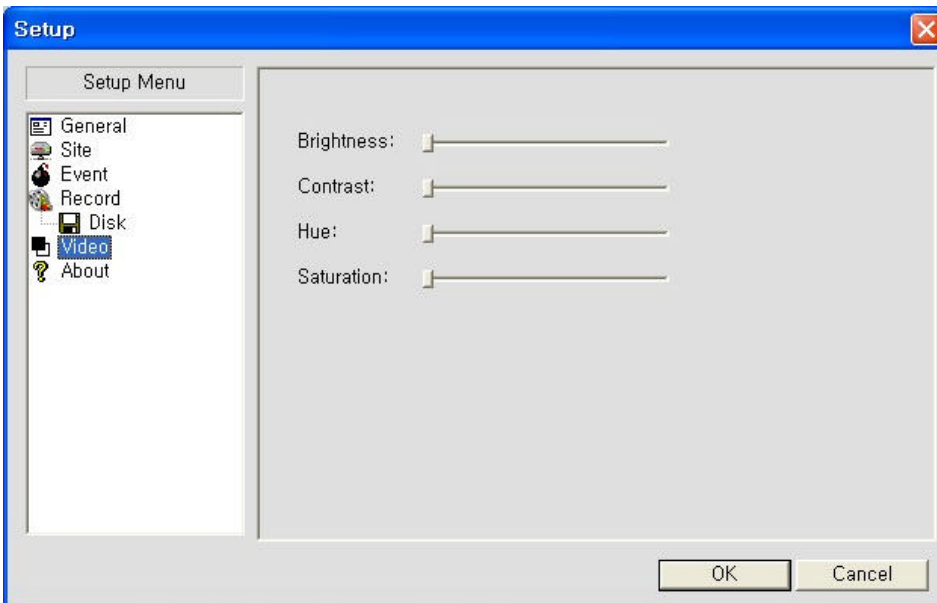 Setup
Setup Menu
General
Site
Event
Record
Disk
Video
About
Brightness:
Contrast:
Hue:
Saturation:
OK Cancel